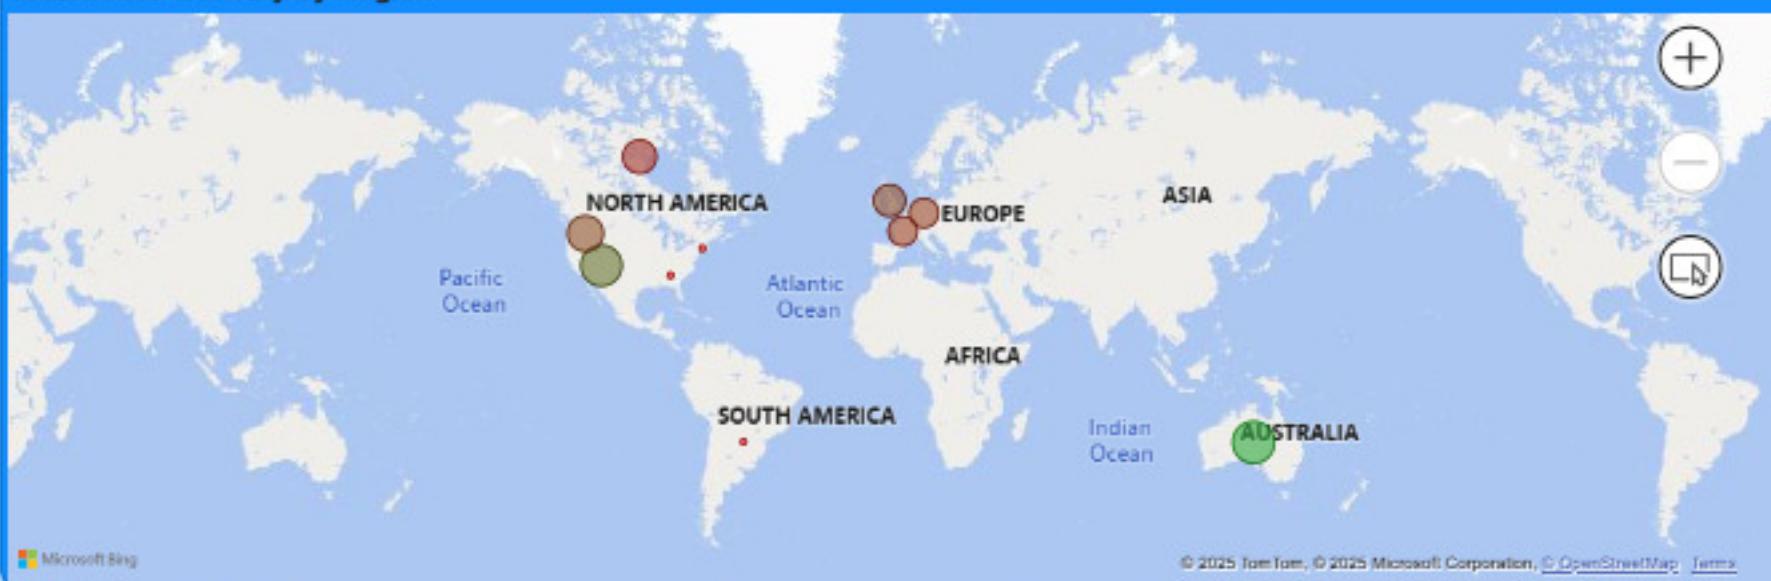 NORTH AMERICA
EUROPE
ASIA
Pacific
Ocean
Atlantic
Ocean
AFRICA
SOUTH AMERICA
Indian
Ocean
AUSTRALIA
Microsoft Bing
© 2025 TomTom, © 2025 Microsoft Corporation, © OpenStreetMap Terms